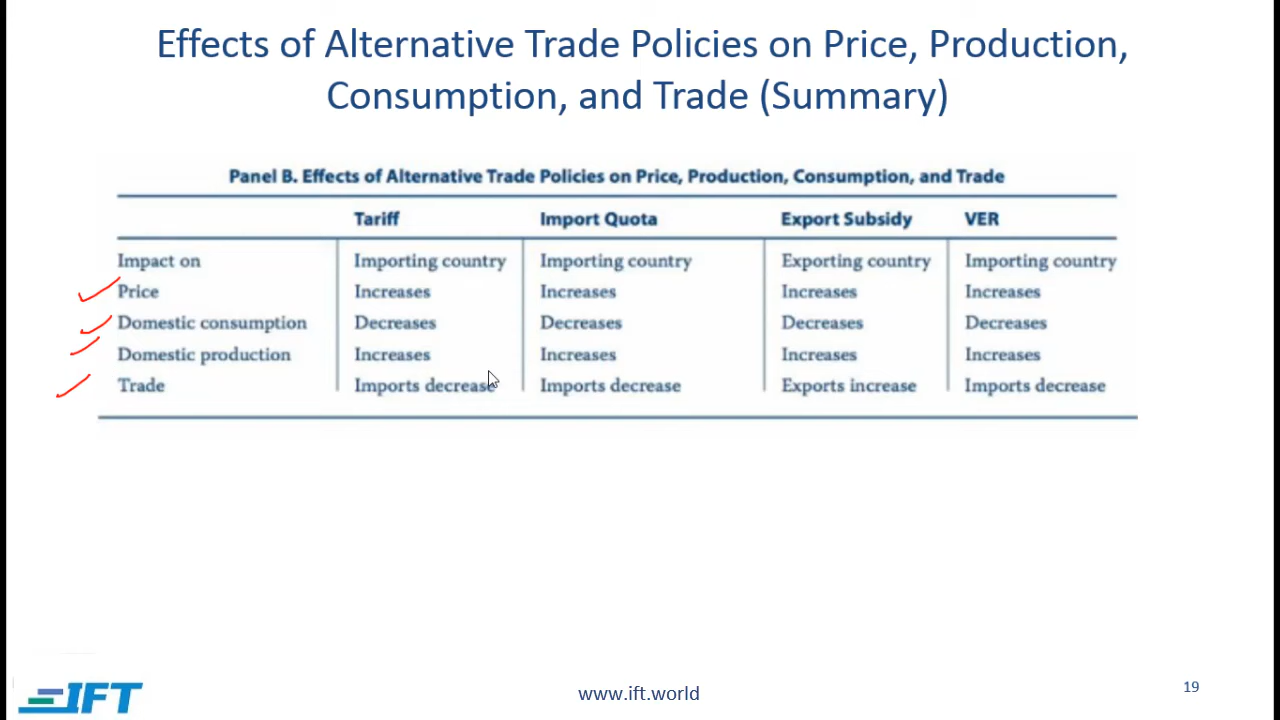 Effects of Alternative Trade Policies on Price, Production,
Consumption, and Trade (Summary)
Panel B. Effects of Alternative Trade Policies on Price, Production, Consumption, and Trade
Tariff Import Quota Export Subsidy VER
Impact on Importing country Importing country Exporting country Importing country
Price Increases Increases Increases Increases
Domestic consumption Decreases Decreases Decreases Decreases
Domestic production Increases Increases Increases Increases
Trade Imports decrease Imports decrease Exports increase Imports decrease
IFT www.ift.world 19